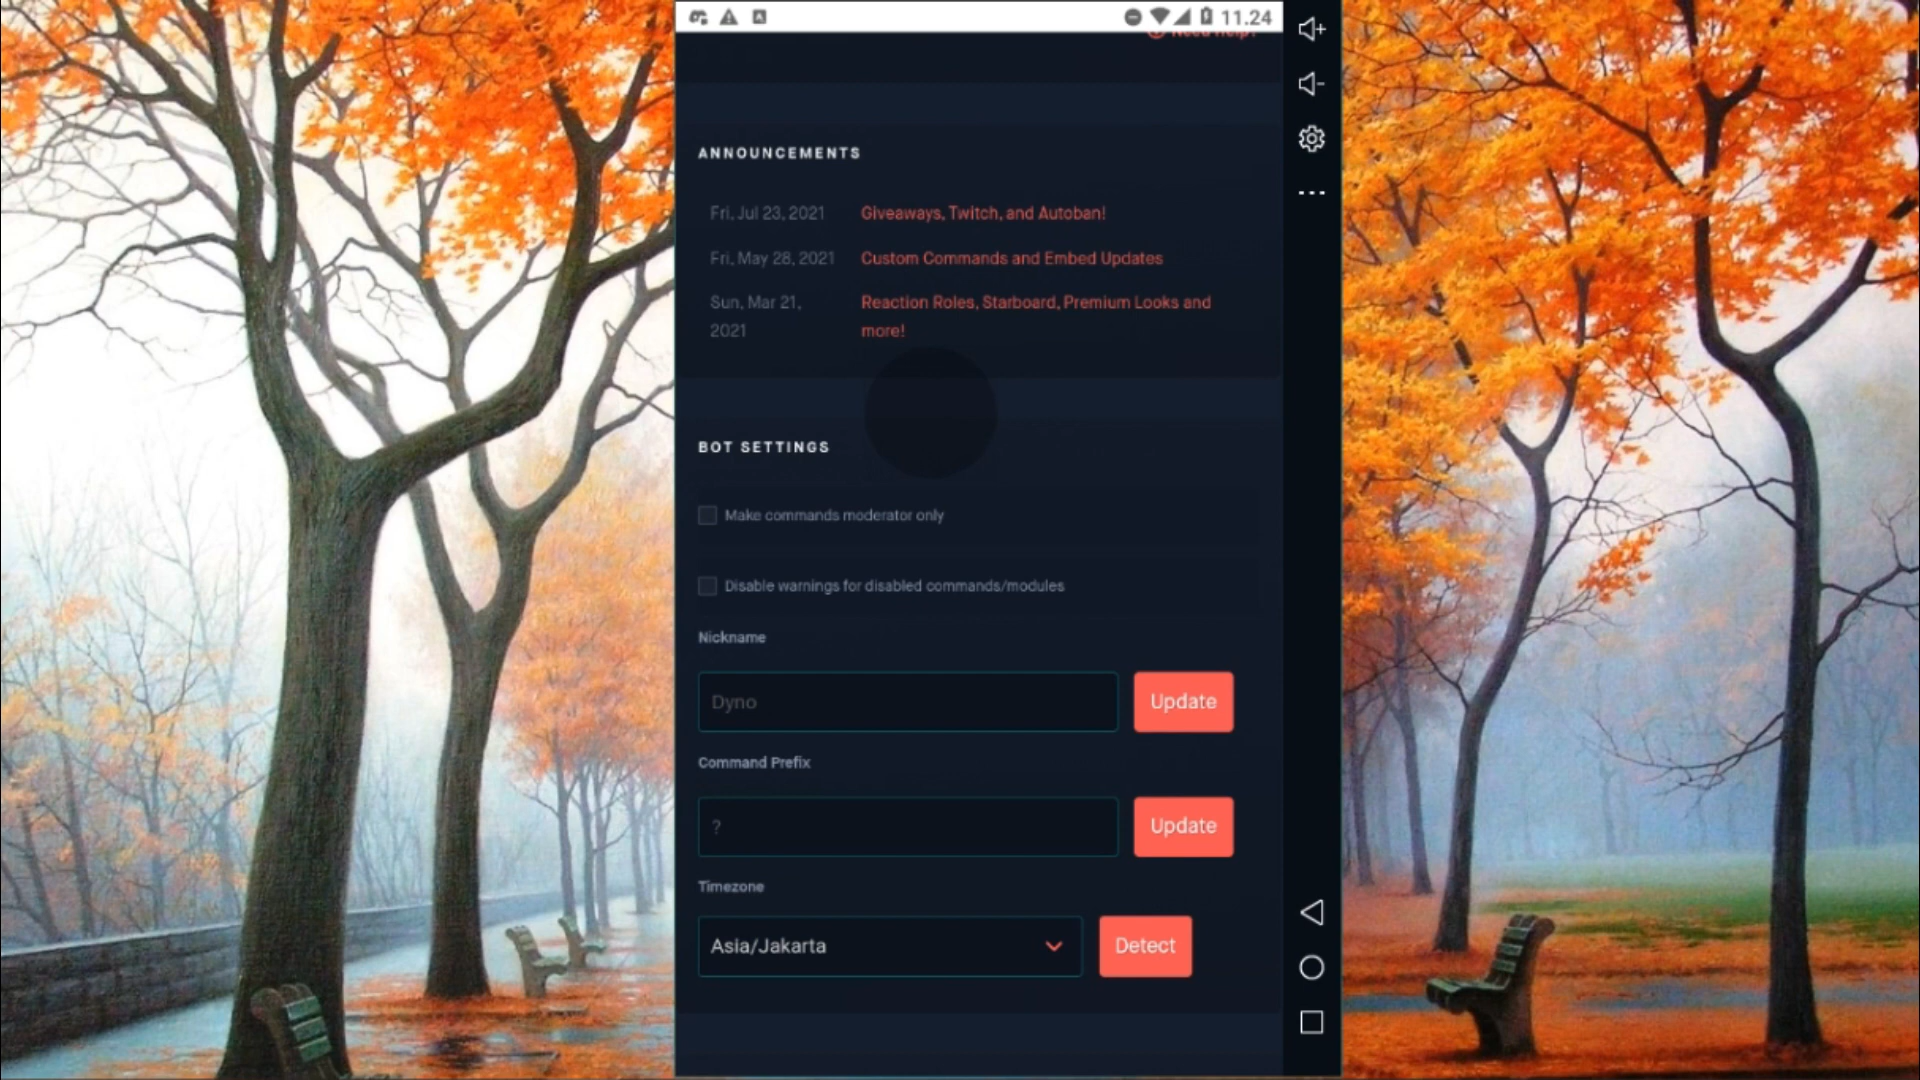 11.24
Need Help?
ANNOUNCEMENTS
Fri, Jul 23, 2021 Giveaways, Twitch, and Autoban!
Fri, May 28, 2021 Custom Commands and Embed Updates
Sun, Mar 21, Reaction Roles, Starboard, Premium Looks and
2021 more!
BOT SETTINGS
Make commands moderator only
Disable warnings for disabled commands/modules
Nickname
Dyno Update
Command Prefix
? Update
Timezone
Asia/Jakarta Detect